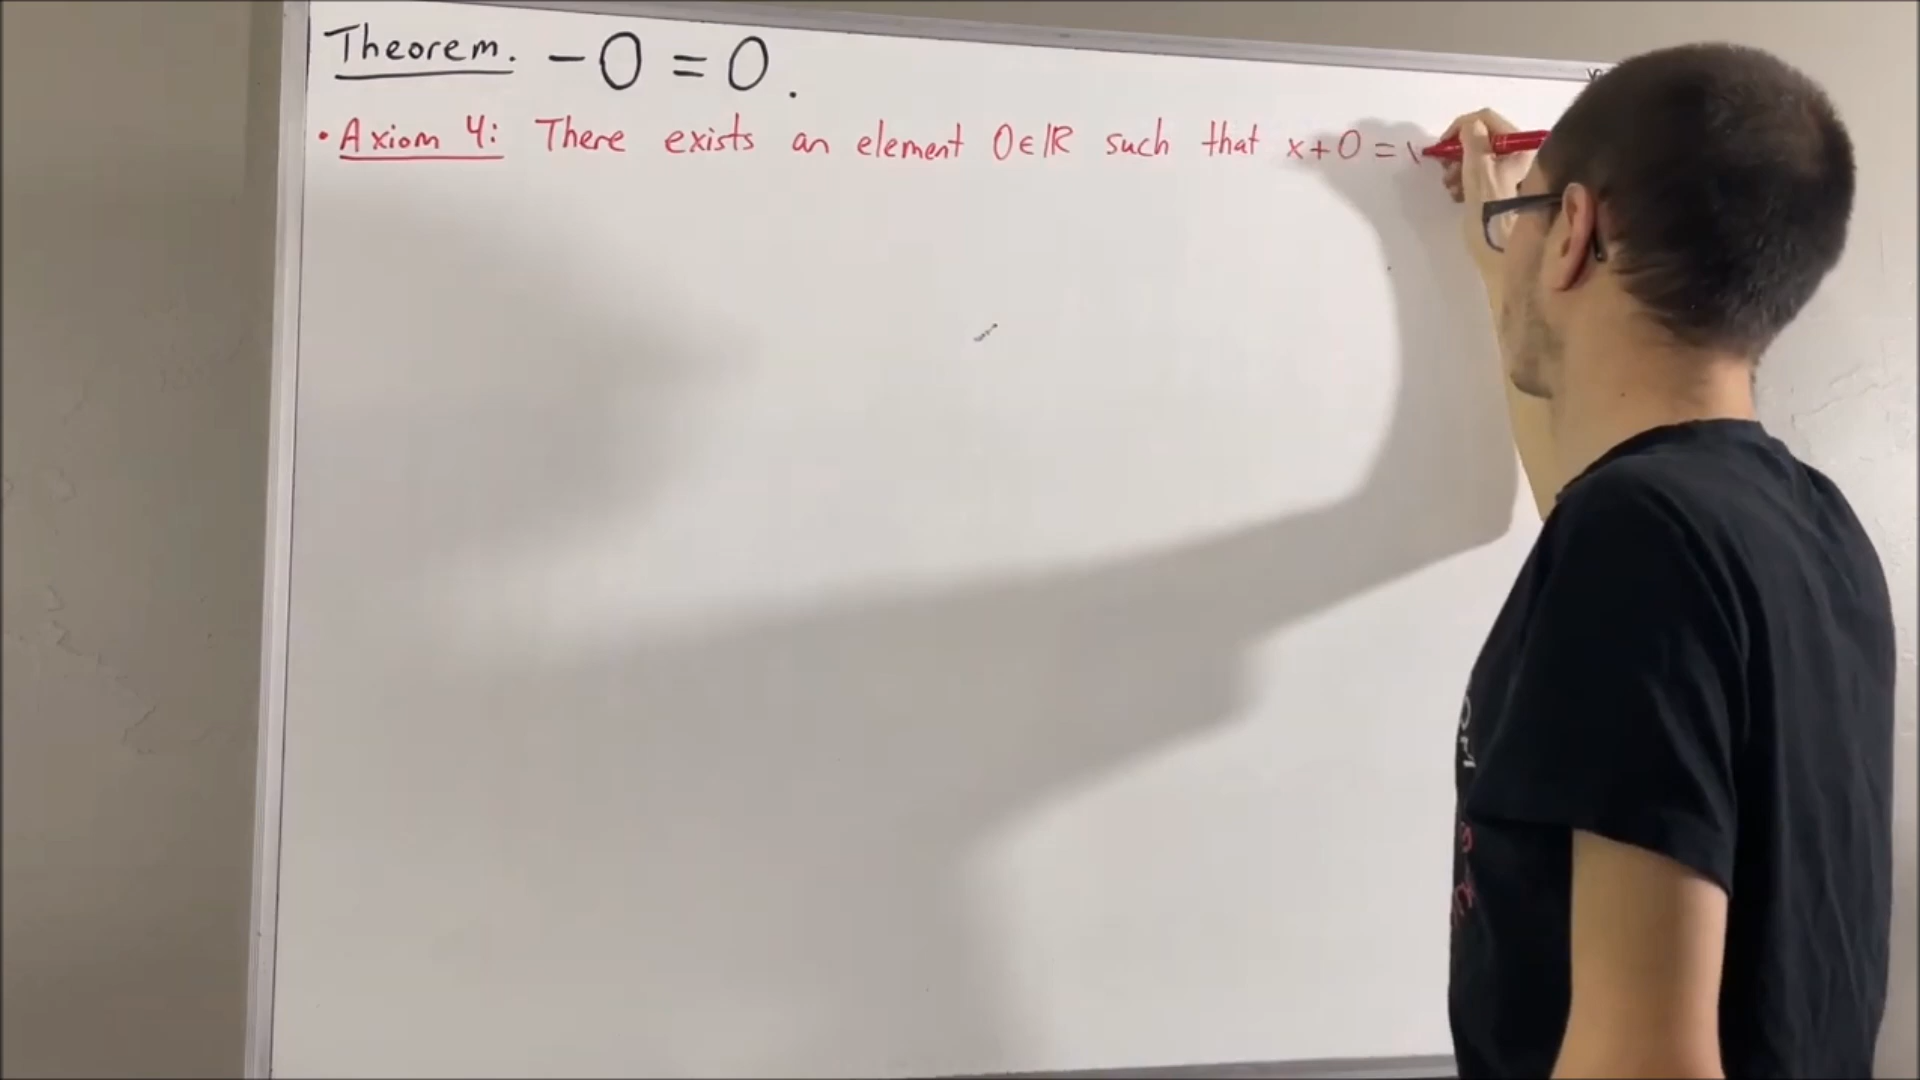 Theorem. -0 = 0.
• Axiom 4: There exists an element 0∈ℝ such that x+0 =